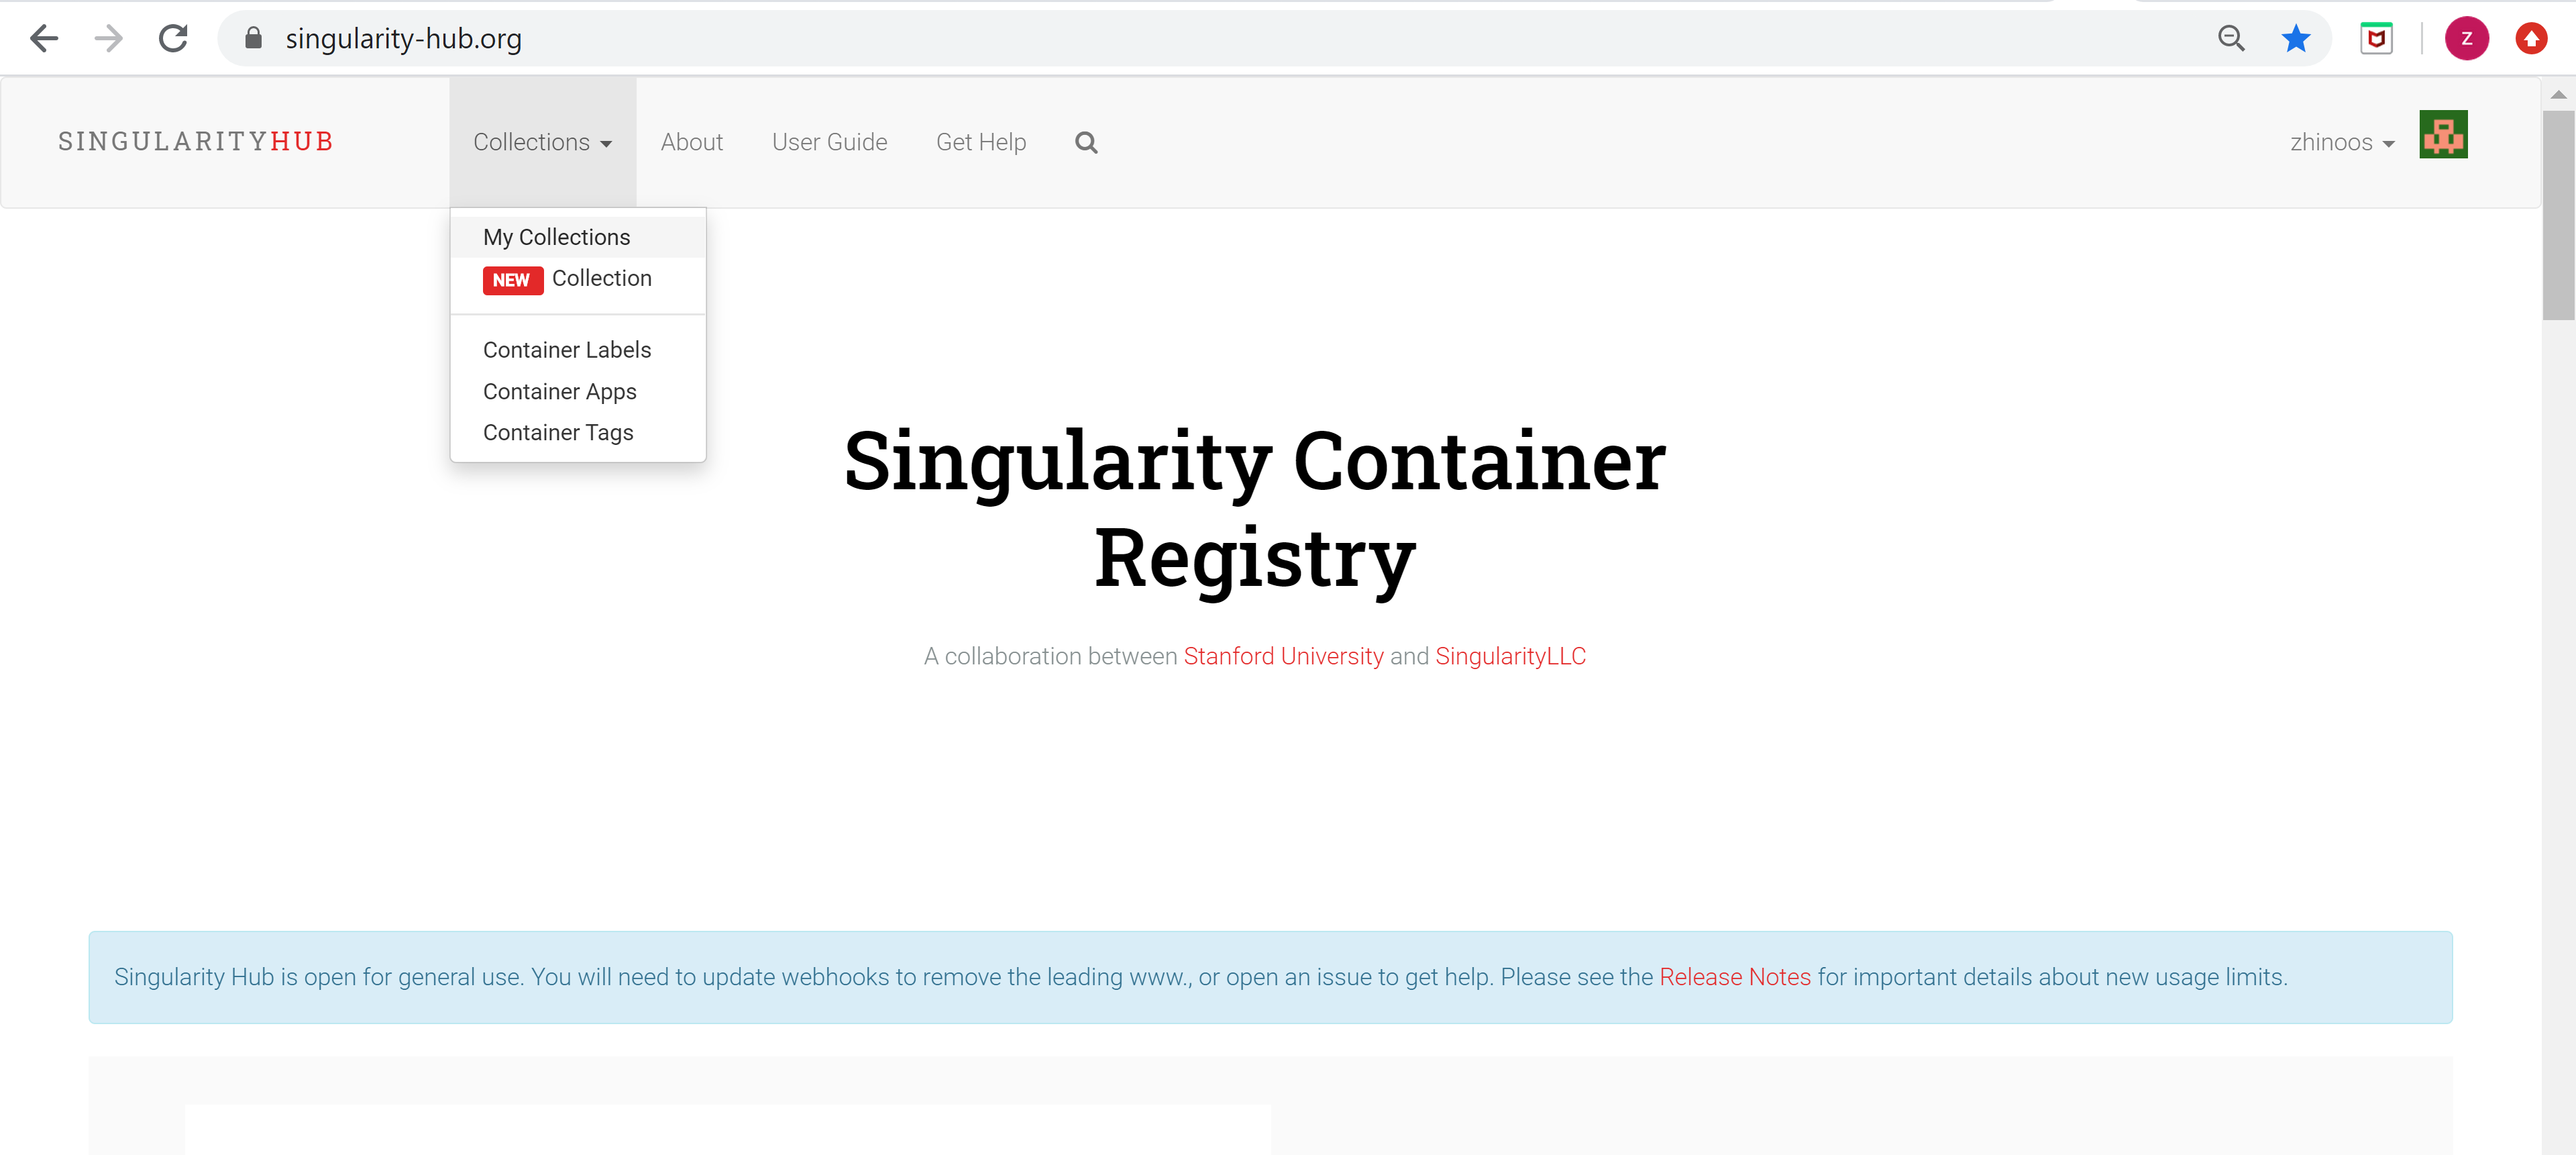 singularity-hub.org
Z
SINGULARITYHUB
Collections
About
User Guide
Get Help
zhinoos
My Collections
NEW Collection
Container Labels
Container Apps
Container Tags
Singularity Container
Registry
A collaboration between Stanford University and SingularityLLC
Singularity Hub is open for general use. You will need to update webhooks to remove the leading www., or open an issue to get help. Please see the Release Notes for important details about new usage limits.